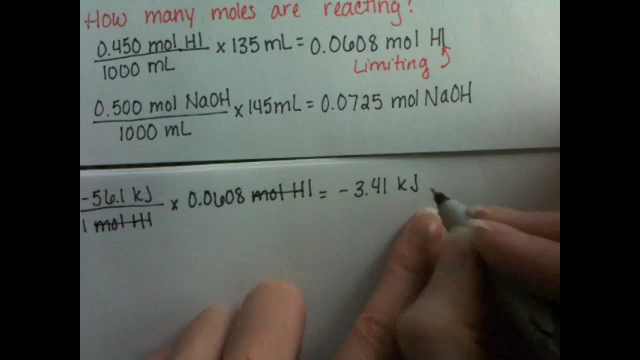 How many moles are reacting?
0.450 mol HI
1000 mL
x 135 mL = 0.0608 mol HI
Limiting
0.500 mol NaOH
1000 mL
x 145 mL = 0.0725 mol NaOH
-56.1 kJ
1 mol HI
x 0.0608 mol HI = -3.41 kJ